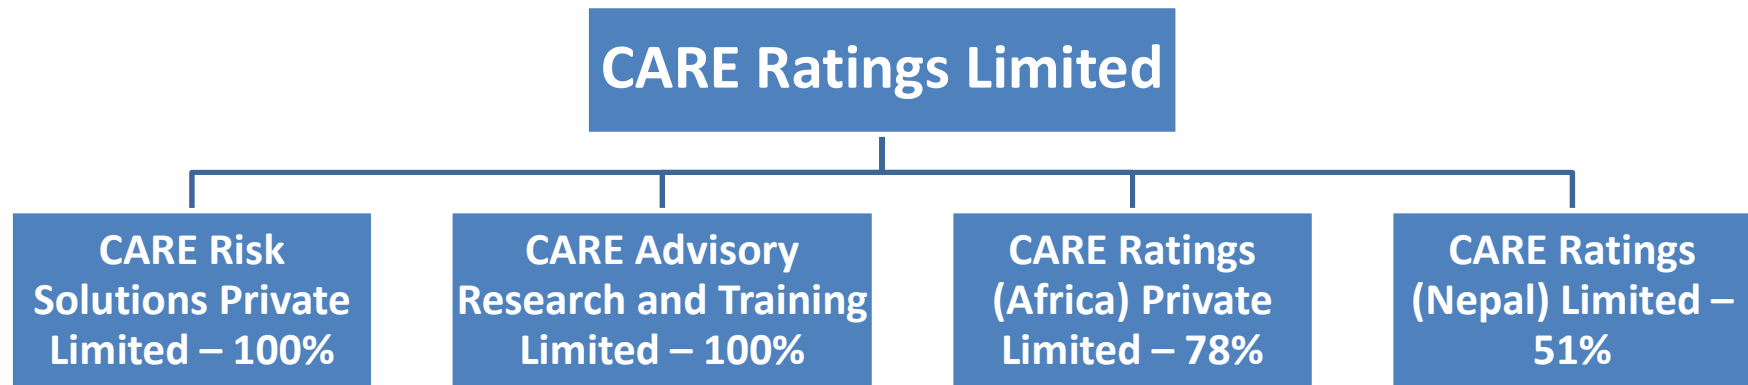 CARE Ratings Limited
CARE Risk
Solutions Private
Limited – 100%
CARE Advisory
Research and Training
Limited – 100%
CARE Ratings
(Africa) Private
Limited – 78%
CARE Ratings
(Nepal) Limited –
51%